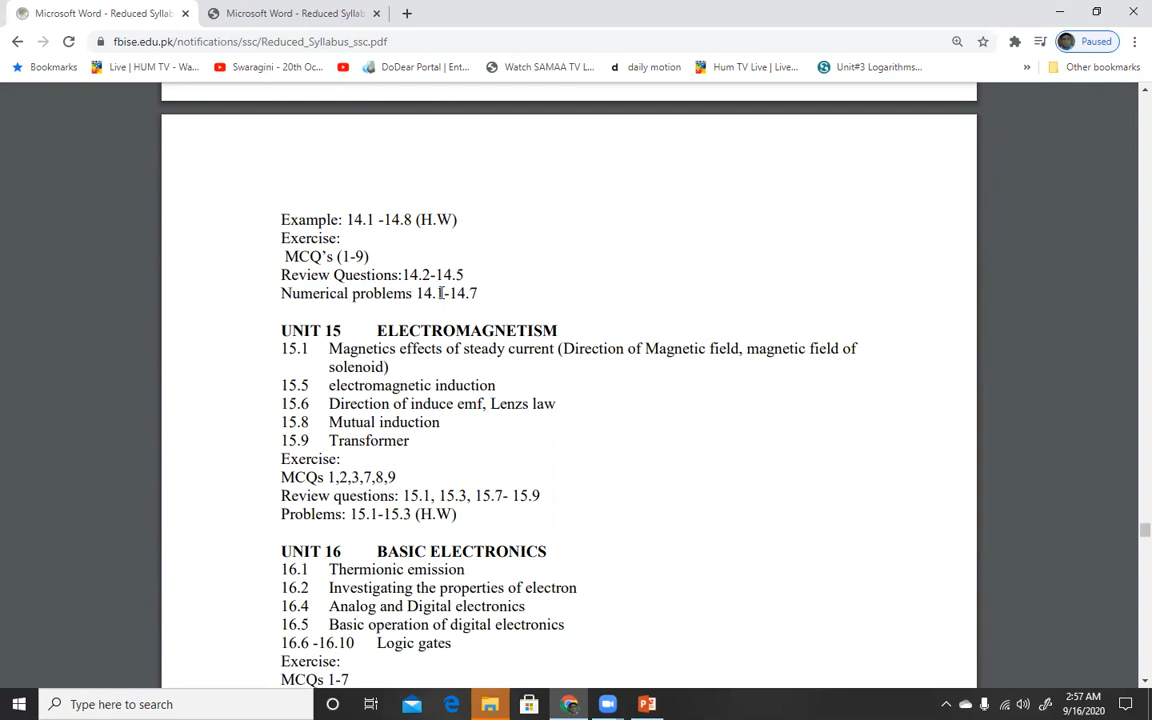 Microsoft Word - Reduced Syllab
Microsoft Word - Reduced Syllab
fbise.edu.pk/notifications/ssc/Reduced_Syllabus_ssc.pdf
Paused
Bookmarks
Live | HUM TV - Wa...
Swaragini - 20th Oc...
DoDear Portal | Ent...
Watch SAMAA TV L...
daily motion
Hum TV Live | Live...
Unit#3 Logarithms...
Other bookmarks
Example: 14.1 -14.8 (H.W)
Exercise:
MCQ's (1-9)
Review Questions:14.2-14.5
Numerical problems 14.1-14.7
UNIT 15 ELECTROMAGNETISM
15.1 Magnetics effects of steady current (Direction of Magnetic field, magnetic field of
solenoid)
15.5 electromagnetic induction
15.6 Direction of induce emf, Lenzs law
15.8 Mutual induction
15.9 Transformer
Exercise:
MCQs 1,2,3,7,8,9
Review questions: 15.1, 15.3, 15.7- 15.9
Problems: 15.1-15.3 (H.W)
UNIT 16 BASIC ELECTRONICS
16.1 Thermionic emission
16.2 Investigating the properties of electron
16.4 Analog and Digital electronics
16.5 Basic operation of digital electronics
16.6 -16.10 Logic gates
Exercise:
MCQs 1-7
Type here to search
2:57 AM
9/16/2020